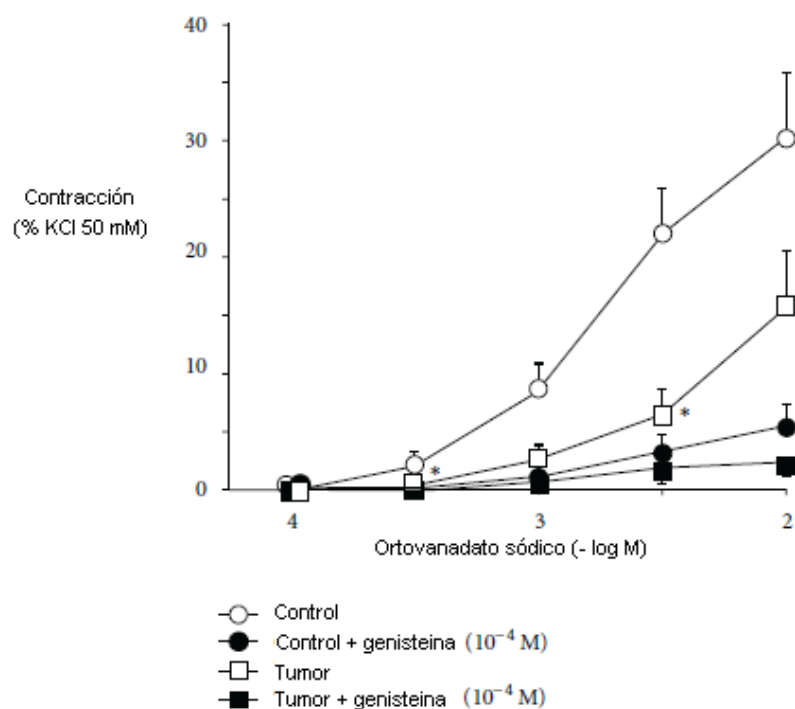 40
30
Contracción
(% KCl 50 mM)
20
10
*
*
0
4
3
2
Ortovanadato sódico (- log M)
Control
Control + genisteina (10⁻⁴ M)
Tumor
Tumor + genisteina (10⁻⁴ M)